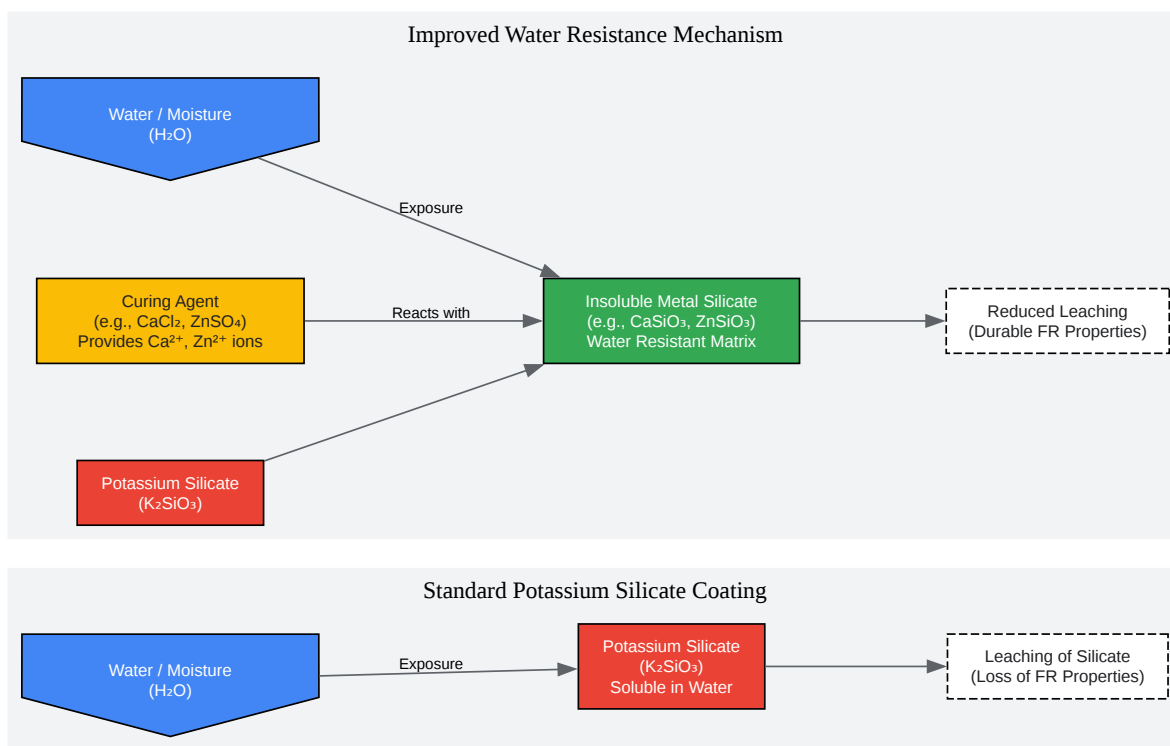 Improved Water Resistance Mechanism
Water / Moisture
(H₂O)
Exposure
Curing Agent
(e.g., CaCl₂, ZnSO₄)
Provides Ca²⁺, Zn²⁺ ions
Reacts with
Insoluble Metal Silicate
(e.g., CaSiO₃, ZnSiO₃)
Water Resistant Matrix
Reduced Leaching
(Durable FR Properties)
Potassium Silicate
(K₂SiO₃)
Standard Potassium Silicate Coating
Water / Moisture
(H₂O)
Exposure
Potassium Silicate
(K₂SiO₃)
Soluble in Water
Leaching of Silicate
(Loss of FR Properties)